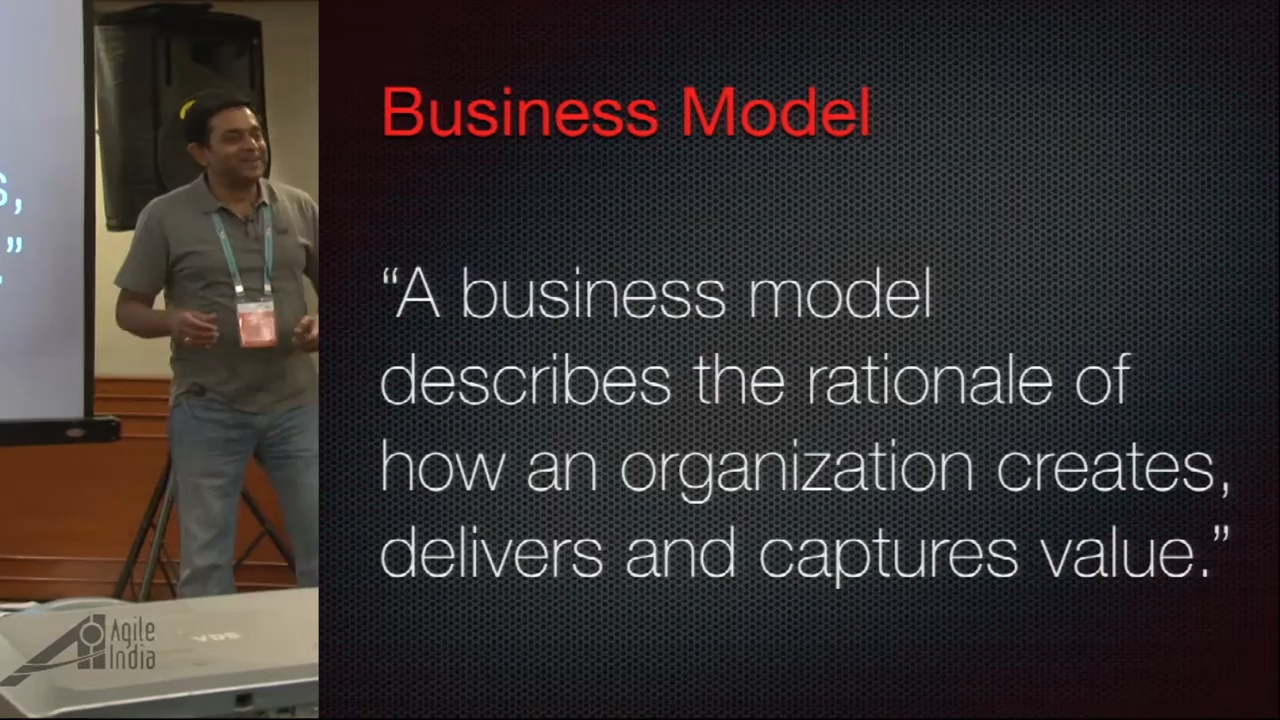 Business Model
“A business model
describes the rationale of
how an organization creates,
delivers and captures value.”
s,
”
Agile
India